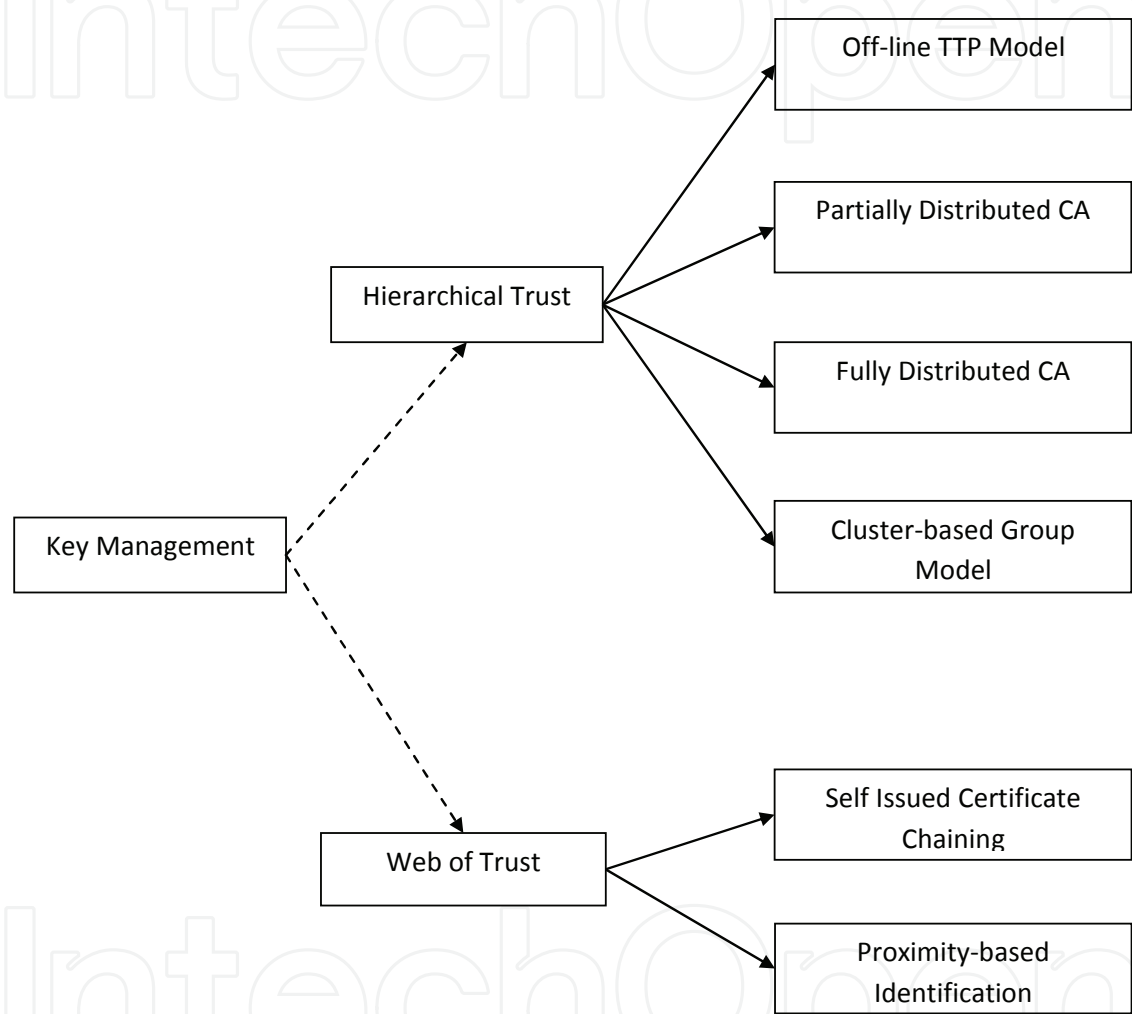 IntechOpen
Off-line TTP Model
Partially Distributed CA
Hierarchical Trust
Fully Distributed CA
Key Management
Cluster-based Group
Model
Self Issued Certificate
Chaining
Web of Trust
Proximity-based
Identification
IntechOpen